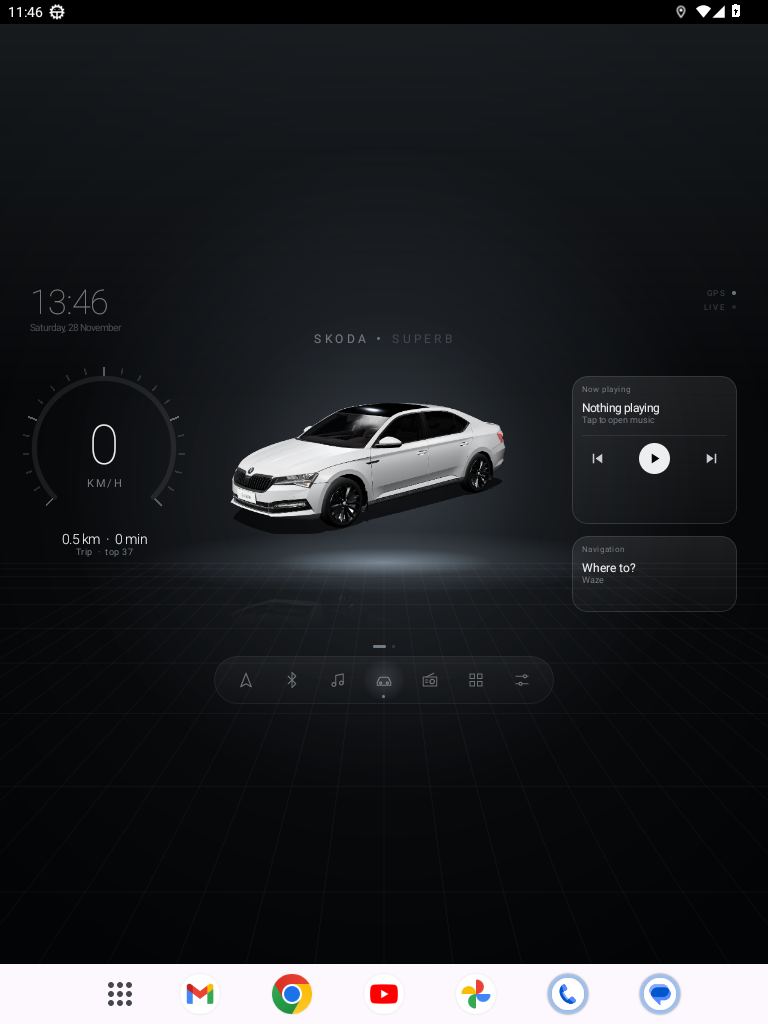 11:46
13:46
Saturday, 28 November
GPS
LIVE
SKODA • SUPERB
Now playing
Nothing playing
Tap to open music
0
KM/H
0.5 km · 0 min
Trip · top 37
Navigation
Where to?
Waze